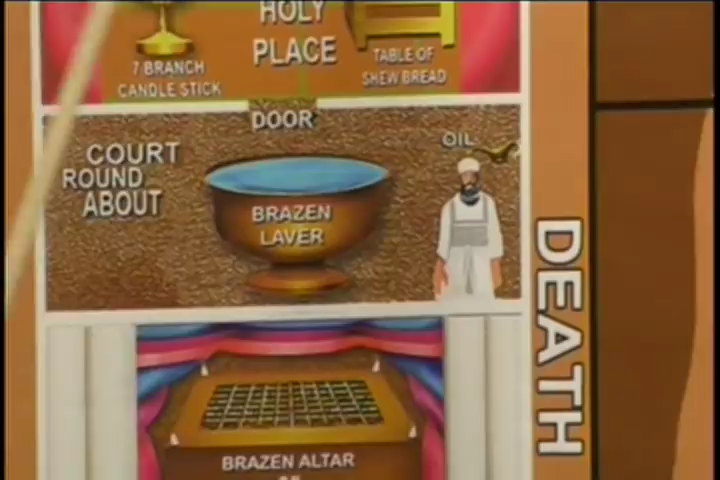 HOLY
PLACE
7 BRANCH
CANDLE STICK
TABLE OF
SHEW BREAD
DOOR
COURT
ROUND
ABOUT
OIL
BRAZEN
LAVER
DEATH
BRAZEN ALTAR